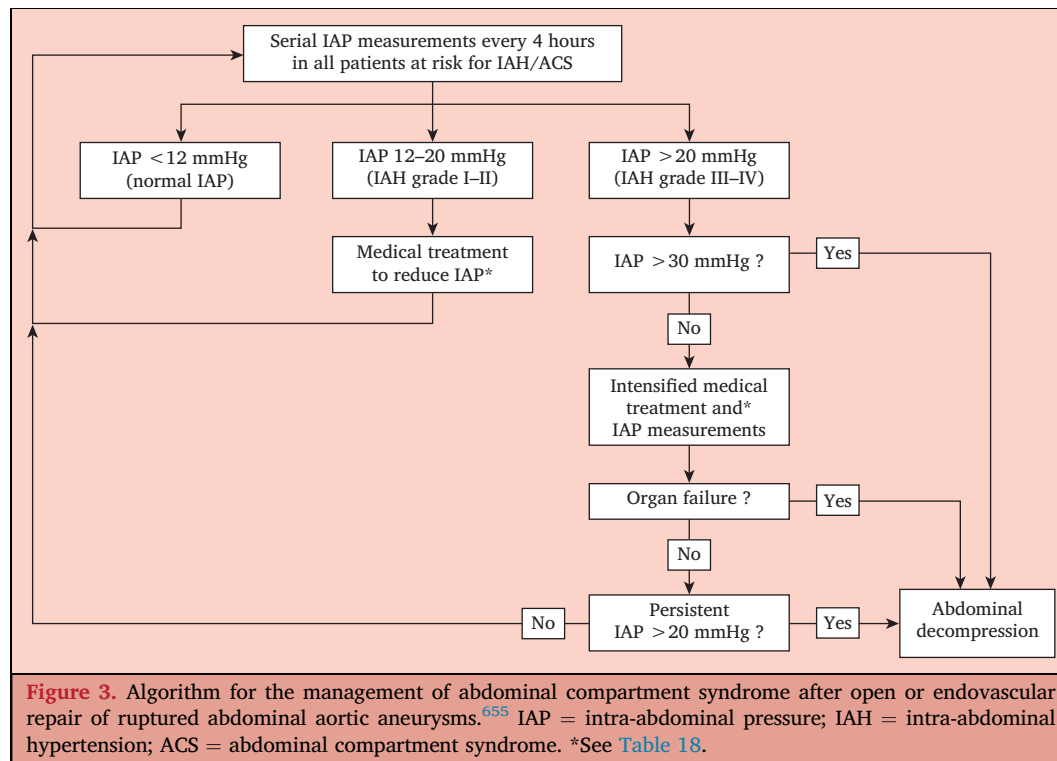 Serial IAP measurements every 4 hours
in all patients at risk for IAH/ACS
IAP <12 mmHg
(normal IAP)
IAP 12–20 mmHg
(IAH grade I–II)
IAP >20 mmHg
(IAH grade III–IV)
Medical treatment
to reduce IAP*
IAP >30 mmHg ?
Yes
No
Intensified medical
treatment and*
IAP measurements
Organ failure ?
Yes
No
Persistent
IAP >20 mmHg ?
No
Yes
Abdominal
decompression
Figure 3. Algorithm for the management of abdominal compartment syndrome after open or endovascular
repair of ruptured abdominal aortic aneurysms.655 IAP = intra-abdominal pressure; IAH = intra-abdominal
hypertension; ACS = abdominal compartment syndrome. *See Table 18.